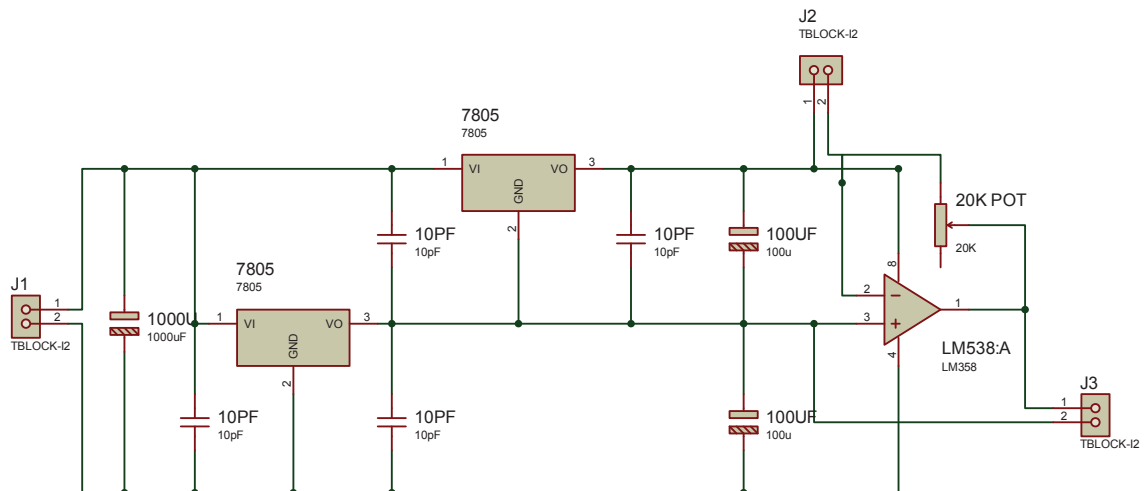 J2
TBLOCK-I2
1
2
7805
7805
1
VI
VO
3
GND
2
20K POT
20K
10PF
10pF
10PF
10pF
100UF
100u
7805
7805
1
VI
VO
3
GND
2
J1
1
2
TBLOCK-I2
1000U
1000uF
8
2
3
1
4
LM538:A
LM358
J3
1
2
TBLOCK-I2
10PF
10pF
10PF
10pF
100UF
100u